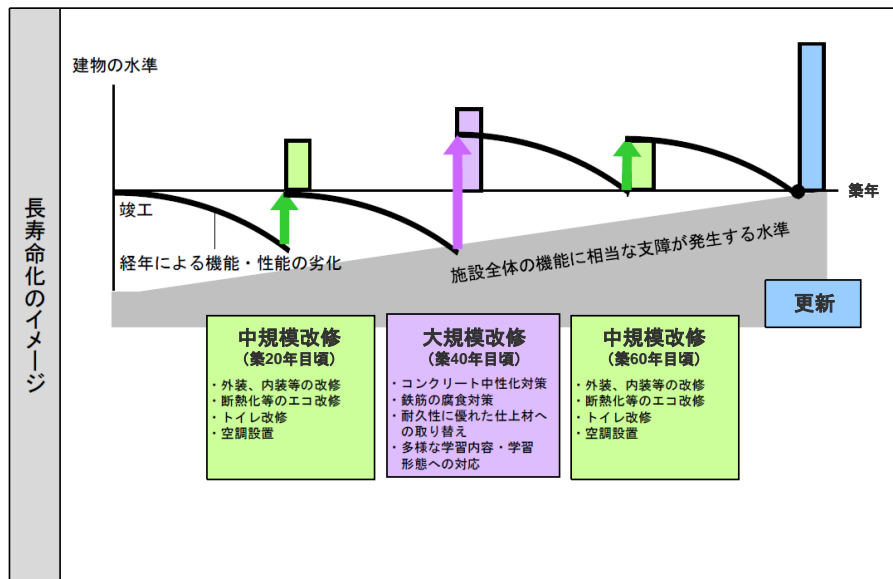 長寿命化のイメージ
建物の水準
築年
竣工
経年による機能・性能の劣化
施設全体の機能に相当な支障が発生する水準
更新
中規模改修
(築20年目頃)
・外装、内装等の改修
・断熱化等のエコ改修
・トイレ改修
・空調設置
大規模改修
(築40年目頃)
・コンクリート中性化対策
・鉄筋の腐食対策
・耐久性に優れた仕上材へ
の取り替え
・多様な学習内容・学習
形態への対応
中規模改修
(築60年目頃)
・外装、内装等の改修
・断熱化等のエコ改修
・トイレ改修
・空調設置